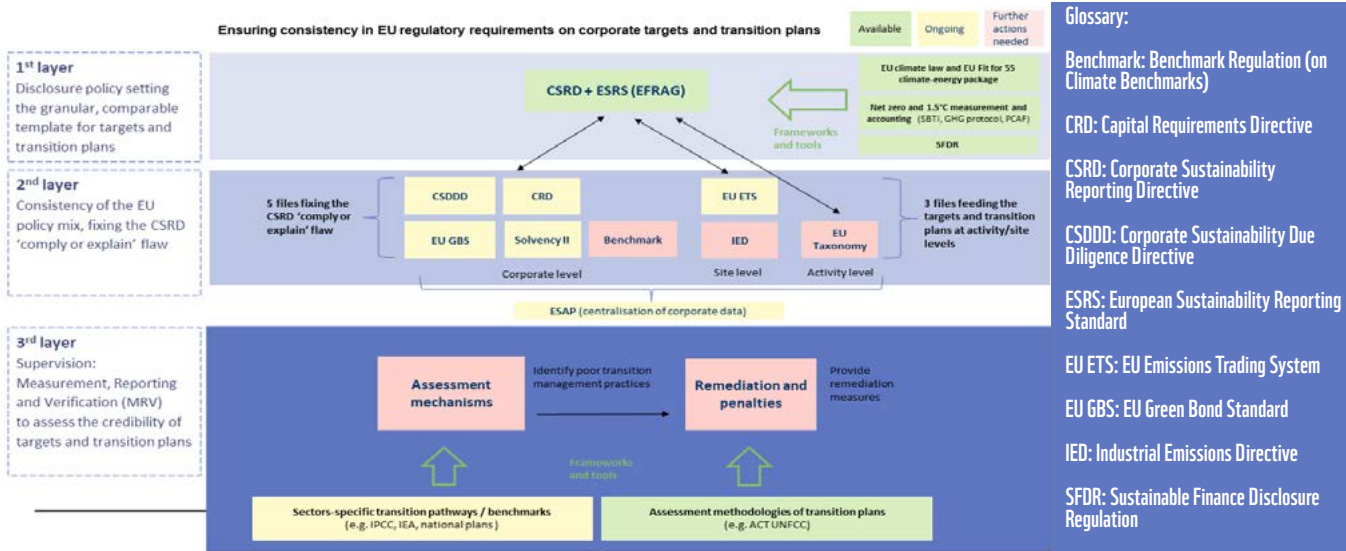 Ensuring consistency in EU regulatory requirements on corporate targets and transition plans
Available
Ongoing
Further
actions
needed
1st layer
Disclosure policy setting
the granular, comparable
template for targets and
transition plans
CSRD + ESRS (EFRAG)
Frameworks
and tools
EU climate law and EU Fit for 55
climate-energy package
Net zero and 1.5°C measurement and
accounting (SBTi, GHG protocol, PCAF)
SFDR
2nd layer
Consistency of the EU
policy mix, fixing the CSRD
‘comply or explain’ flaw
5 files fixing the
CSRD ‘comply or
explain’ flaw
CSDDD
CRD
EU ETS
EU GBS
Solvency II
Benchmark
IED
EU
Taxonomy
3 files feeding the
targets and transition
plans at activity/site
levels
Corporate level
Site level
Activity level
ESAP (centralisation of corporate data)
3rd layer
Supervision:
Measurement, Reporting
and Verification (MRV)
to assess the credibility of
targets and transition plans
Assessment
mechanisms
Identify poor transition
management practices
Remediation and
penalties
Provide
remediation
measures
Frameworks
and tools
Sectors-specific transition pathways / benchmarks
(e.g. IPCC, IEA, national plans )
Assessment methodologies of transition plans
(e.g. ACT UNFCC)
Glossary:
Benchmark: Benchmark Regulation (on
Climate Benchmarks)
CRD: Capital Requirements Directive
CSRD: Corporate Sustainability
Reporting Directive
CSDDD: Corporate Sustainability Due
Diligence Directive
ESRS: European Sustainability Reporting
Standard
EU ETS: EU Emissions Trading System
EU GBS: EU Green Bond Standard
IED: Industrial Emissions Directive
SFDR: Sustainable Finance Disclosure
Regulation